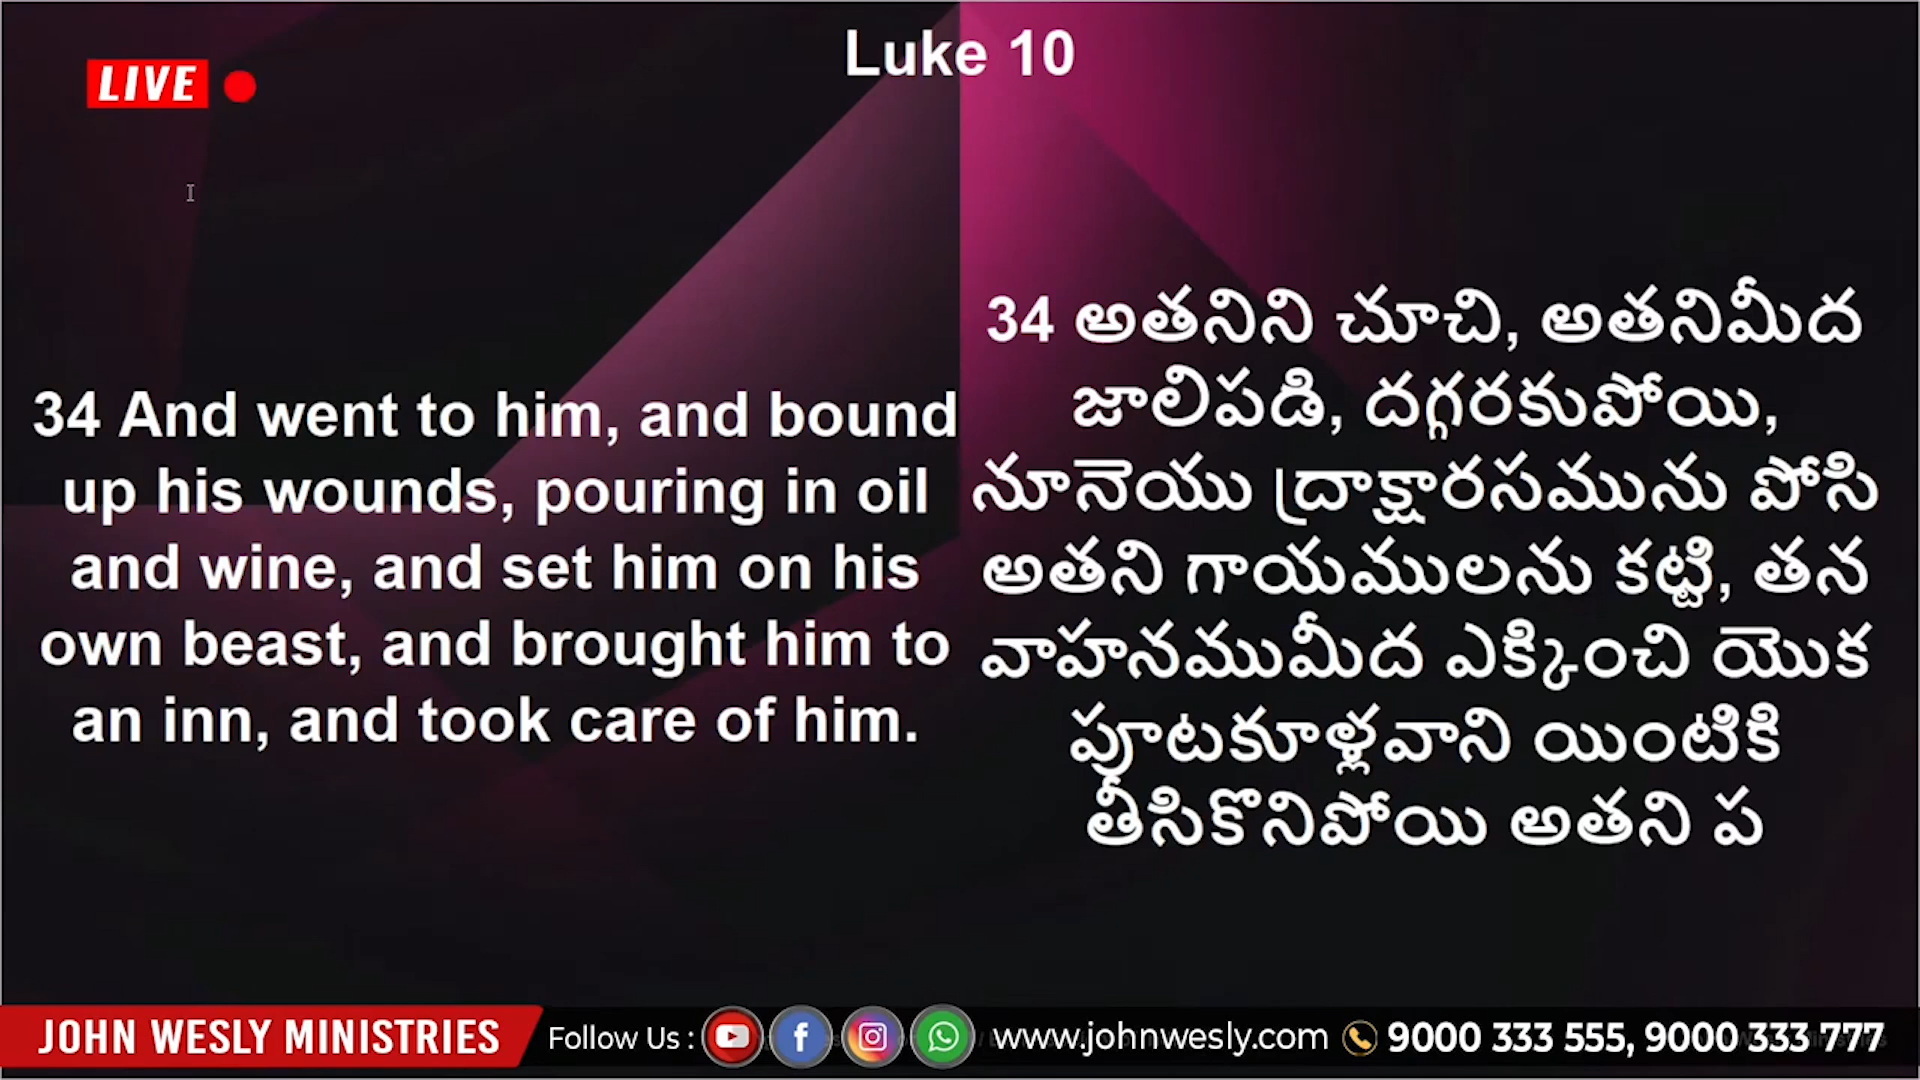 Luke 10
LIVE
34 And went to him, and bound
up his wounds, pouring in oil
and wine, and set him on his
own beast, and brought him to
an inn, and took care of him.
34 అతనిని చూచి, అతనిమీద
జాలిపడి, దగ్గరకుపోయి,
నూనెయు ద్రాక్షారసమును పోసి
అతని గాయములను కట్టి, తన
వాహనముమీద ఎక్కించి యొక
పూటకూళ్లవాని యింటికి
తీసికొనిపోయి అతని ప
JOHN WESLY MINISTRIES Follow Us : www.johnwesly.com 9000 333 555, 9000 333 777